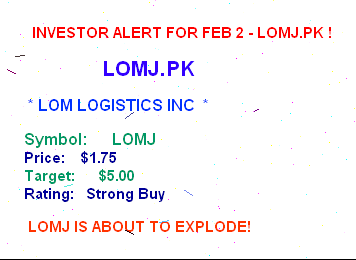 INVESTOR ALERT FOR FEB 2 - LOMJ.PK !
LOMJ.PK
* LOM LOGISTICS INC *
Symbol: LOMJ
Price: $1.75
Target: $5.00
Rating: Strong Buy
LOMJ IS ABOUT TO EXPLODE!